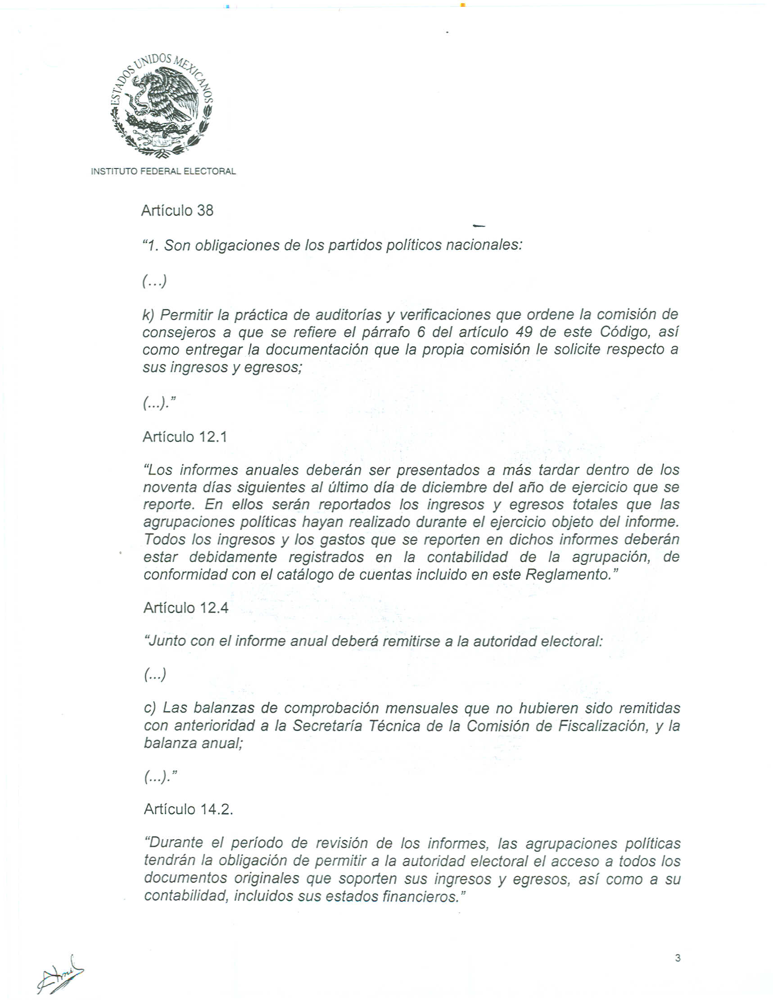 ESTADOS UNIDOS MEXICANOS
INSTITUTO FEDERAL ELECTORAL
Artículo 38
“1. Son obligaciones de los partidos políticos nacionales:
(...)
k) Permitir la práctica de auditorías y verificaciones que ordene la comisión de
consejeros a que se refiere el párrafo 6 del artículo 49 de este Código, así
como entregar la documentación que la propia comisión le solicite respecto a
sus ingresos y egresos;
(...).”
Artículo 12.1
“Los informes anuales deberán ser presentados a más tardar dentro de los
noventa días siguientes al último día de diciembre del año de ejercicio que se
reporte. En ellos serán reportados los ingresos y egresos totales que las
agrupaciones políticas hayan realizado durante el ejercicio objeto del informe.
Todos los ingresos y los gastos que se reporten en dichos informes deberán
estar debidamente registrados en la contabilidad de la agrupación, de
conformidad con el catálogo de cuentas incluido en este Reglamento.”
Artículo 12.4
“Junto con el informe anual deberá remitirse a la autoridad electoral:
(...)
c) Las balanzas de comprobación mensuales que no hubieren sido remitidas
con anterioridad a la Secretaría Técnica de la Comisión de Fiscalización, y la
balanza anual;
(...).”
Artículo 14.2.
“Durante el período de revisión de los informes, las agrupaciones políticas
tendrán la obligación de permitir a la autoridad electoral el acceso a todos los
documentos originales que soporten sus ingresos y egresos, así como a su
contabilidad, incluidos sus estados financieros.”
3